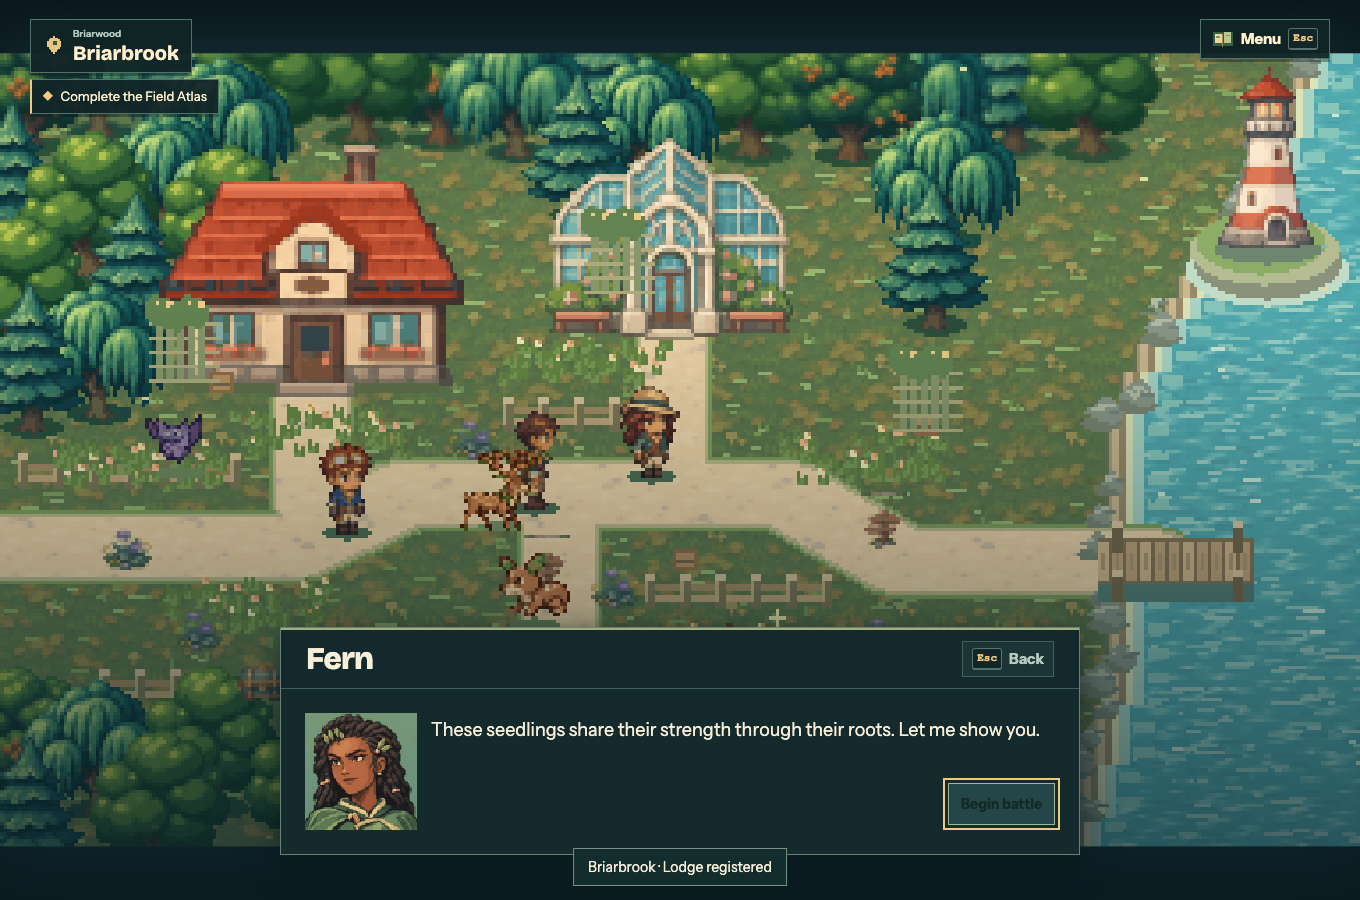 Briarwood
Briarbrook
Complete the Field Atlas
Menu Esc
Fern
Esc Back
These seedlings share their strength through their roots. Let me show you.
Begin battle
Briarbrook · Lodge registered